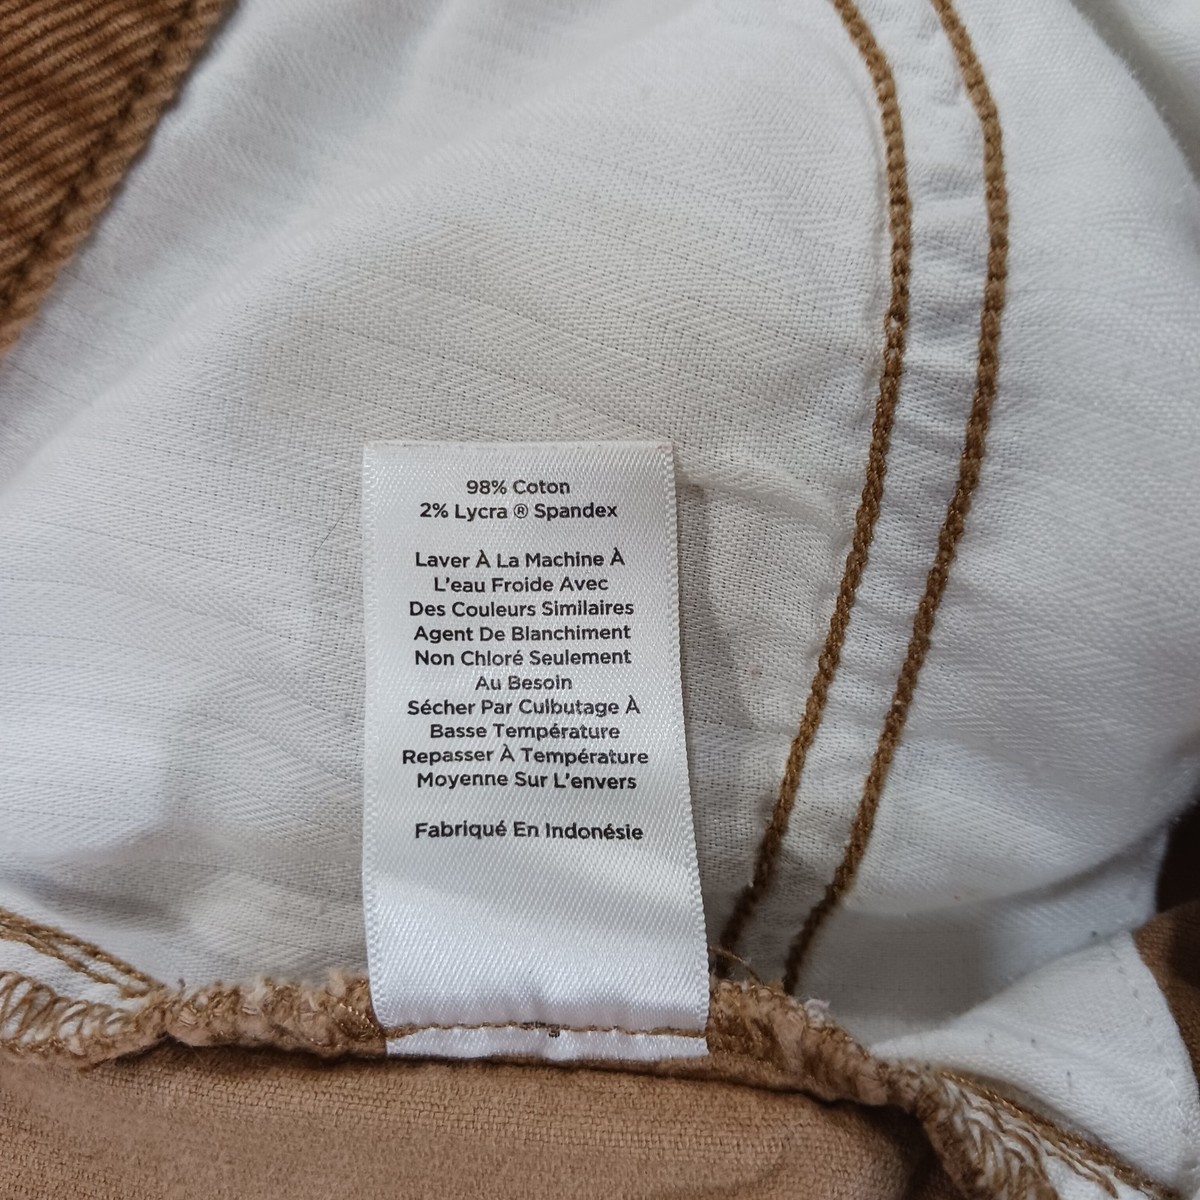 98% Coton
2% Lycra ® Spandex
Laver À La Machine À
L'eau Froide Avec
Des Couleurs Similaires
Agent De Blanchiment
Non Chloré Seulement
Au Besoin
Sécher Par Culbutage À
Basse Température
Repasser À Température
Moyenne Sur L'envers
Fabriqué En Indonésie